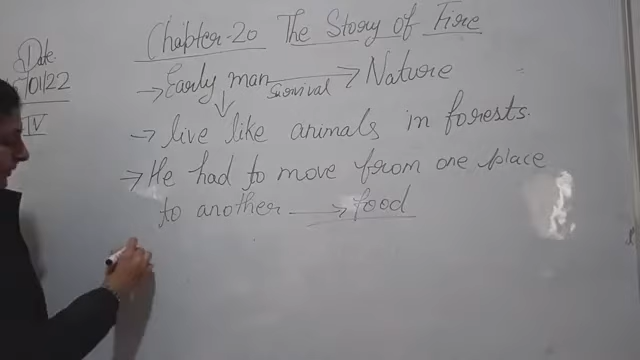 Chapter-20 The Story of Fire
Date
/01/22
IV
→ Early man → Nature
Survival
↓
→ live like animals in forests.
→ He had to move from one place
to another → food